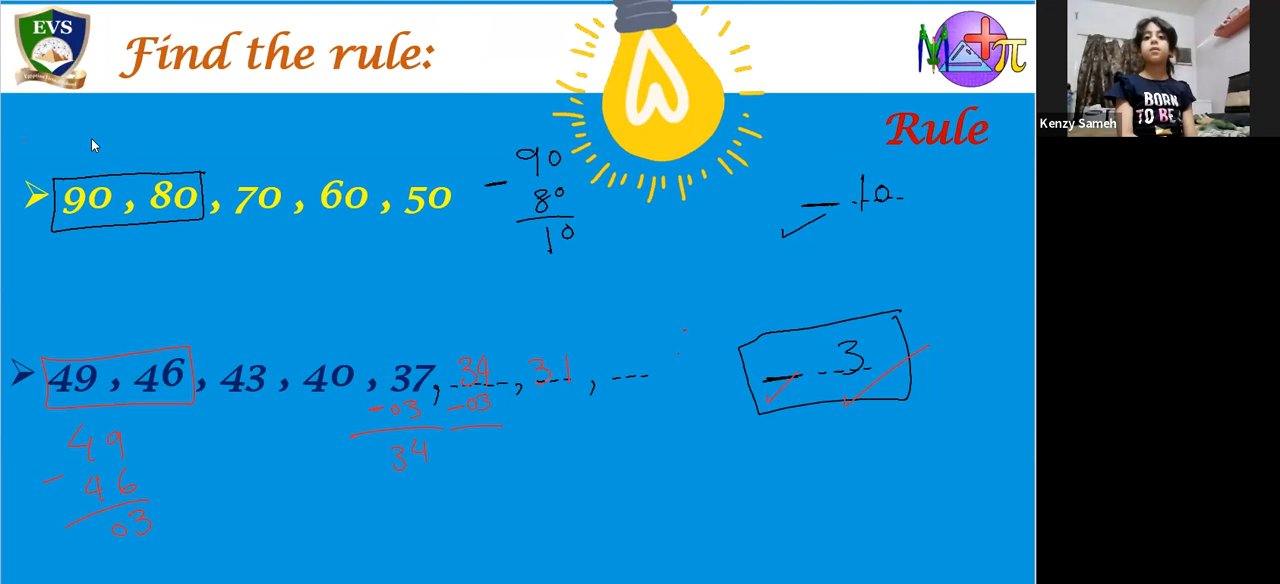 EVS
Find the rule:
M + π
Rule
BORN
TO BE
Kenzy Sameh
90 , 80 , 70 , 60 , 50
90
- 80
10
- 10
49 , 46 , 43 , 40 , 37 , 34 , 31 , ---
- 03
- 03
34
- 3
49
- 46
03